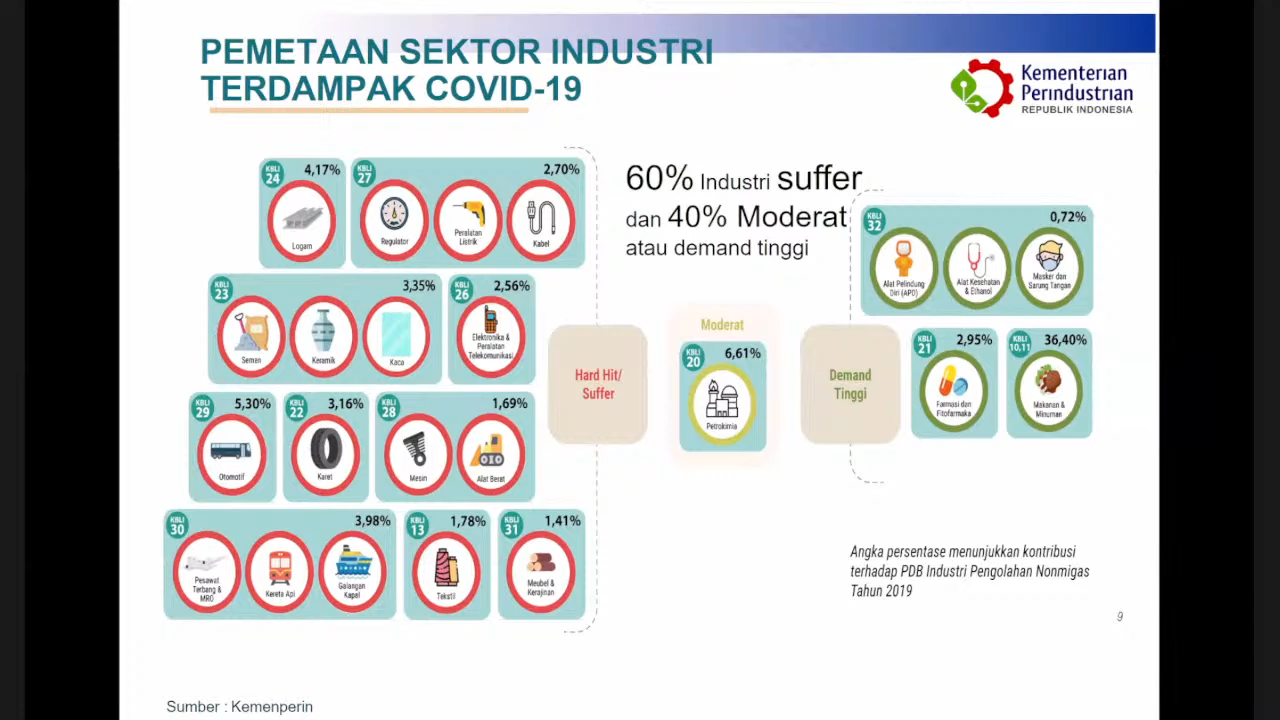 PEMETAAN SEKTOR INDUSTRI
TERDAMPAK COVID-19
Kementerian
Perindustrian
REPUBLIK INDONESIA
KBLI
24
4,17%
Logam
KBLI
27
2,70%
Regulator
Peralatan
Listrik
Kabel
KBLI
23
3,35%
Semen
Keramik
Kaca
KBLI
26
2,56%
Elektronika &
Peralatan
Telekomunikasi
KBLI
29
5,30%
Otomotif
KBLI
22
3,16%
Karet
KBLI
28
1,69%
Mesin
Alat Berat
KBLI
30
3,98%
Pesawat
Terbang &
MRO
Kereta Api
Galangan
Kapal
KBLI
13
1,78%
Tekstil
KBLI
31
1,41%
Meubel &
Kerajinan
Hard Hit/
Suffer
60% Industri suffer
dan 40% Moderat
atau demand tinggi
Moderat
KBLI
20
6,61%
Petrokimia
Demand
Tinggi
KBLI
32
0,72%
Alat Pelindung
Diri (APD)
Alat Kesehatan
& Ethanol
Masker dan
Sarung Tangan
KBLI
21
2,95%
Farmasi dan
Fitofarmaka
KBLI
10,11
36,40%
Makanan &
Minuman
Angka persentase menunjukkan kontribusi
terhadap PDB Industri Pengolahan Nonmigas
Tahun 2019
9
Sumber : Kemenperin